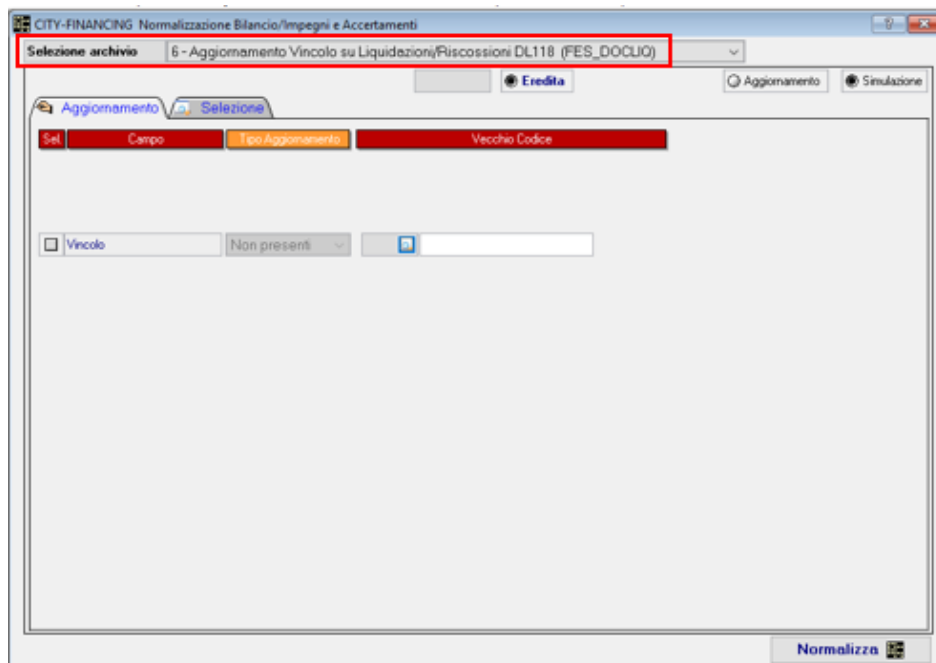 CITY-FINANCING Normalizzazione Bilancio/Impegni e Accertamenti
Selezione archivio 6 - Aggiornamento Vincolo su Liquidazioni/Riscossioni DL118 (FES_DOCLIQ)
Eredita Aggiornamento Simulazione
Aggiornamento Selezione
Sel. Campo Tipo Aggiornamento Vecchio Codice
Vincolo Non presenti
Normalizza